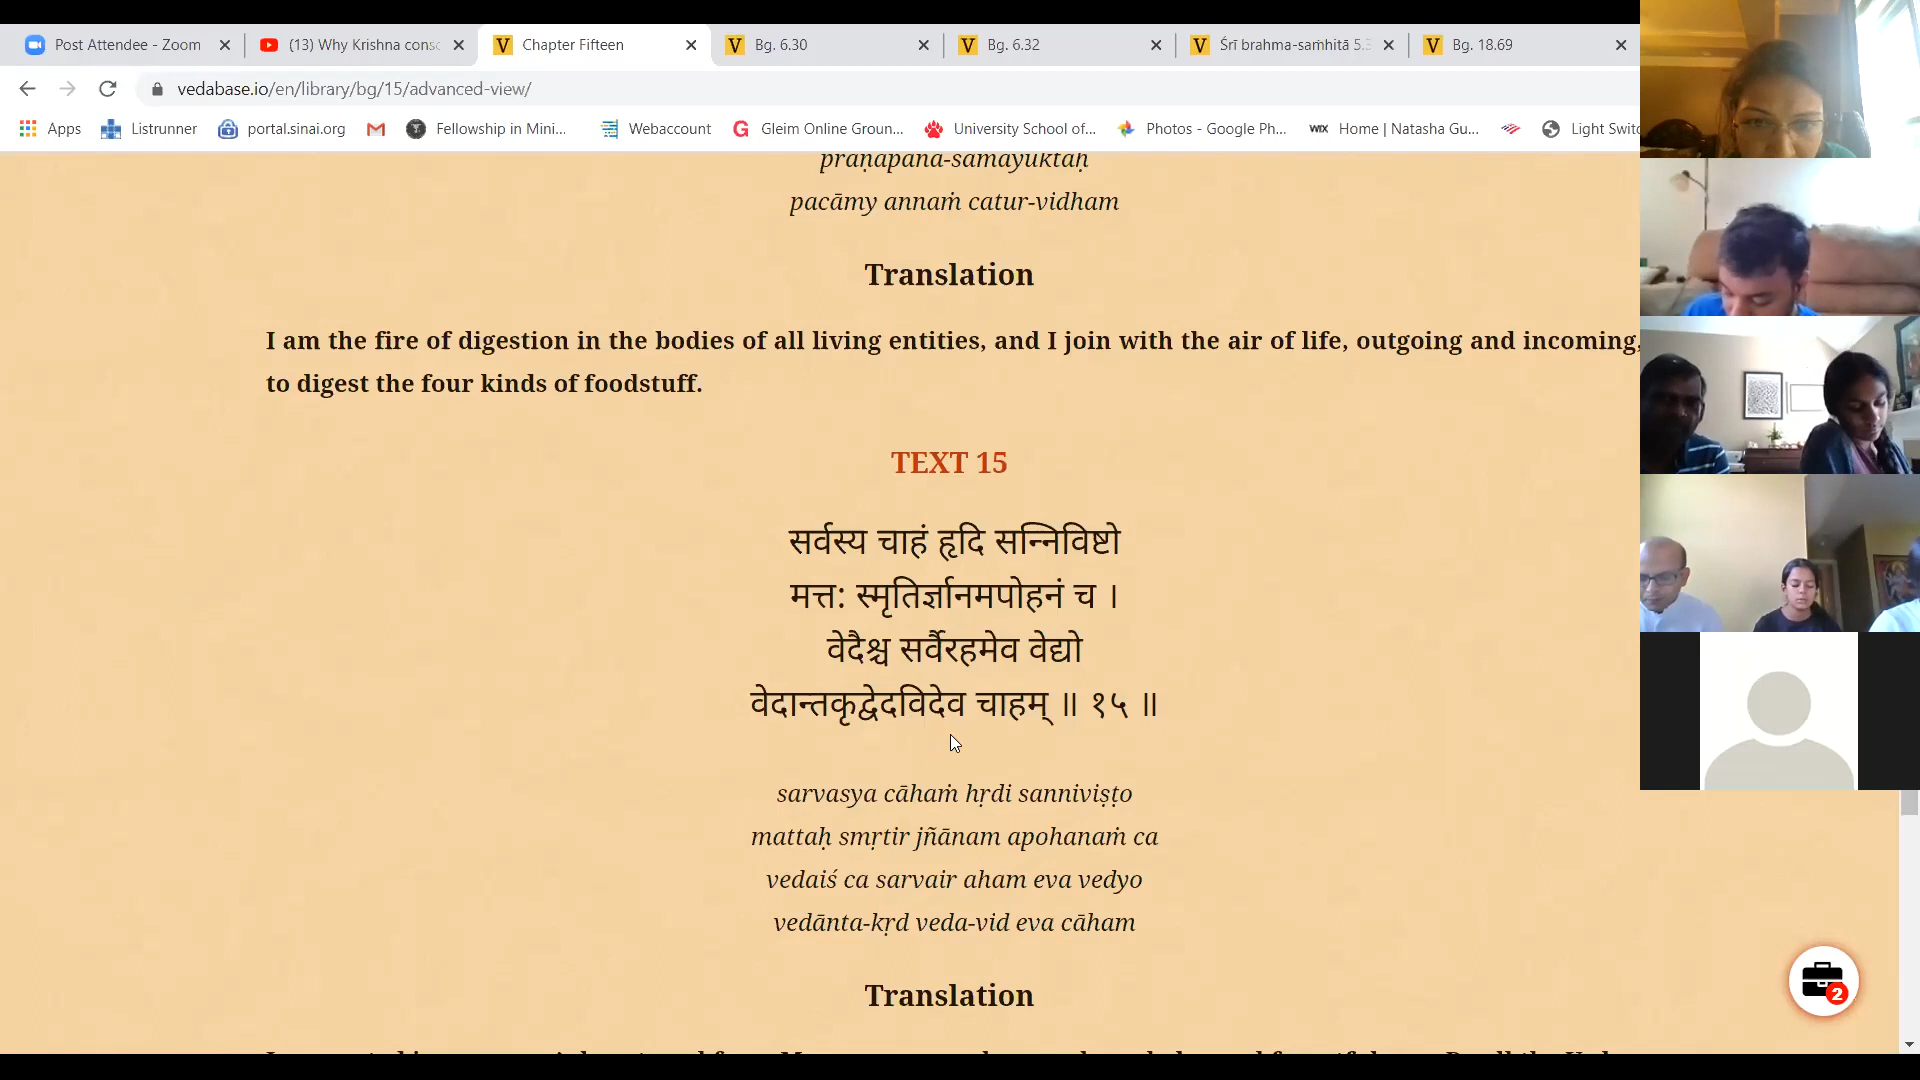 Post Attendee - Zoom
(13) Why Krishna consc
Chapter Fifteen
Bg. 6.30
Bg. 6.32
Śrī brahma-saṁhitā 5.3
Bg. 18.69
vedabase.io/en/library/bg/15/advanced-view/
Apps
Listrunner
portal.sinai.org
Fellowship in Mini...
Webaccount
Gleim Online Groun...
University School of...
Photos - Google Ph...
WIX Home | Natasha Gu...
Light Switc
prāṇāpāna-samāyuktaḥ
pacāmy annaṁ catur-vidham
Translation
I am the fire of digestion in the bodies of all living entities, and I join with the air of life, outgoing and incoming,
to digest the four kinds of foodstuff.
TEXT 15
सर्वस्य चाहं हृदि सन्निविष्टो
मत्त: स्मृतिर्ज्ञानमपोहनं च ।
वेदैश्च सर्वैरहमेव वेद्यो
वेदान्तकृद्वेदविदेव चाहम् ॥ १५ ॥
sarvasya cāhaṁ hṛdi sanniviṣṭo
mattaḥ smṛtir jñānam apohanaṁ ca
vedaiś ca sarvair aham eva vedyo
vedānta-kṛd veda-vid eva cāham
Translation
2